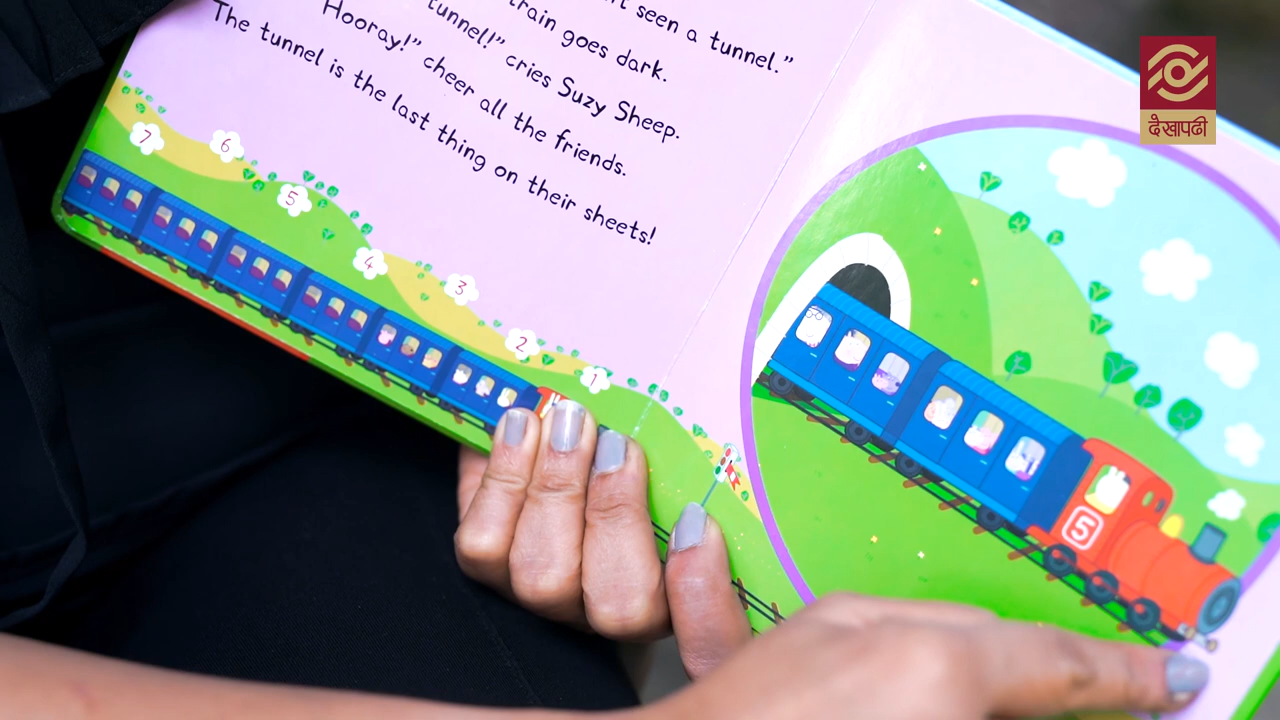 n't seen a tunnel."
train goes dark.
tunnel!" cries Suzy Sheep.
Hooray!" cheer all the friends.
The tunnel is the last thing on their sheets!
7
6
5
4
3
2
1
5
देखापढी